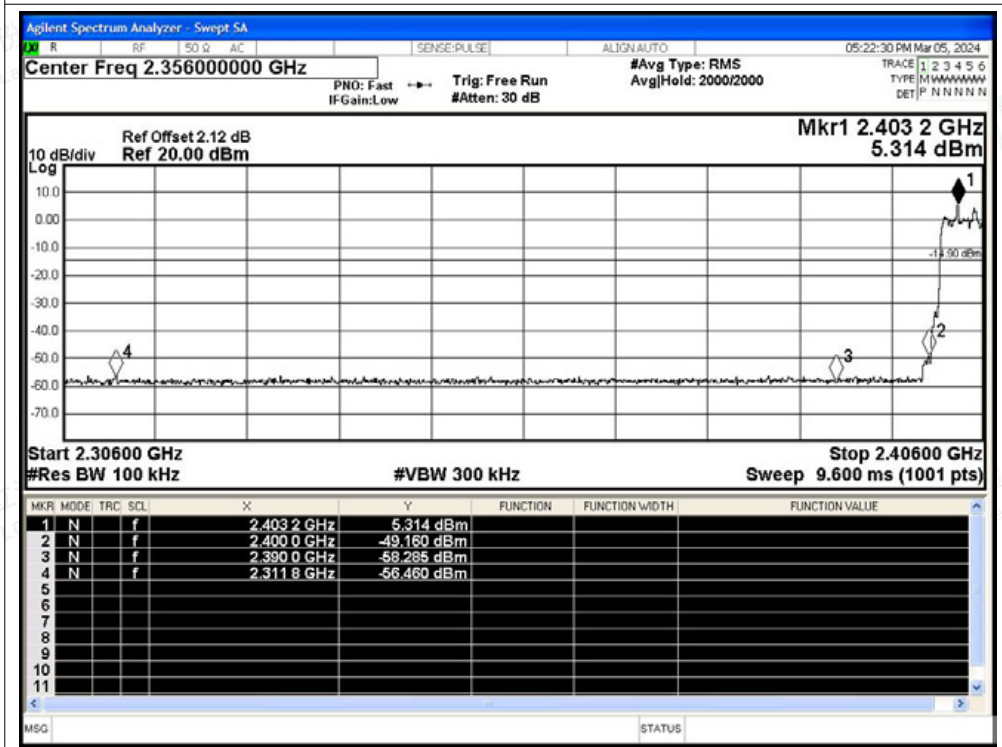 Agilent Spectrum Analyzer - Swept SA
LXI R RF 50 Ω AC SENSE:PULSE ALIGN AUTO 05:22:30 PM Mar 05, 2024
Center Freq 2.356000000 GHz #Avg Type: RMS TRACE 1 2 3 4 5 6
PNO: Fast Trig: Free Run Avg|Hold: 2000/2000 TYPE M WWWWW
IFGain:Low #Atten: 30 dB DET P N N N N N
Mkr1 2.403 2 GHz
Ref Offset 2.12 dB
5.314 dBm
10 dB/div Ref 20.00 dBm
Log
1
10.0
0.00
-10.0
-14.90 dBm
-20.0
-30.0
-40.0
2
4
3
-50.0
-60.0
-70.0
Start 2.30600 GHz Stop 2.40600 GHz
#Res BW 100 kHz #VBW 300 kHz Sweep 9.600 ms (1001 pts)
MKR MODE TRC SCL X Y FUNCTION FUNCTION WIDTH FUNCTION VALUE
1 N f 2.403 2 GHz 5.314 dBm
2 N f 2.400 0 GHz -49.160 dBm
3 N f 2.390 0 GHz -58.285 dBm
4 N f 2.311 8 GHz -56.460 dBm
5
6
7
8
9
10
11
MSG STATUS